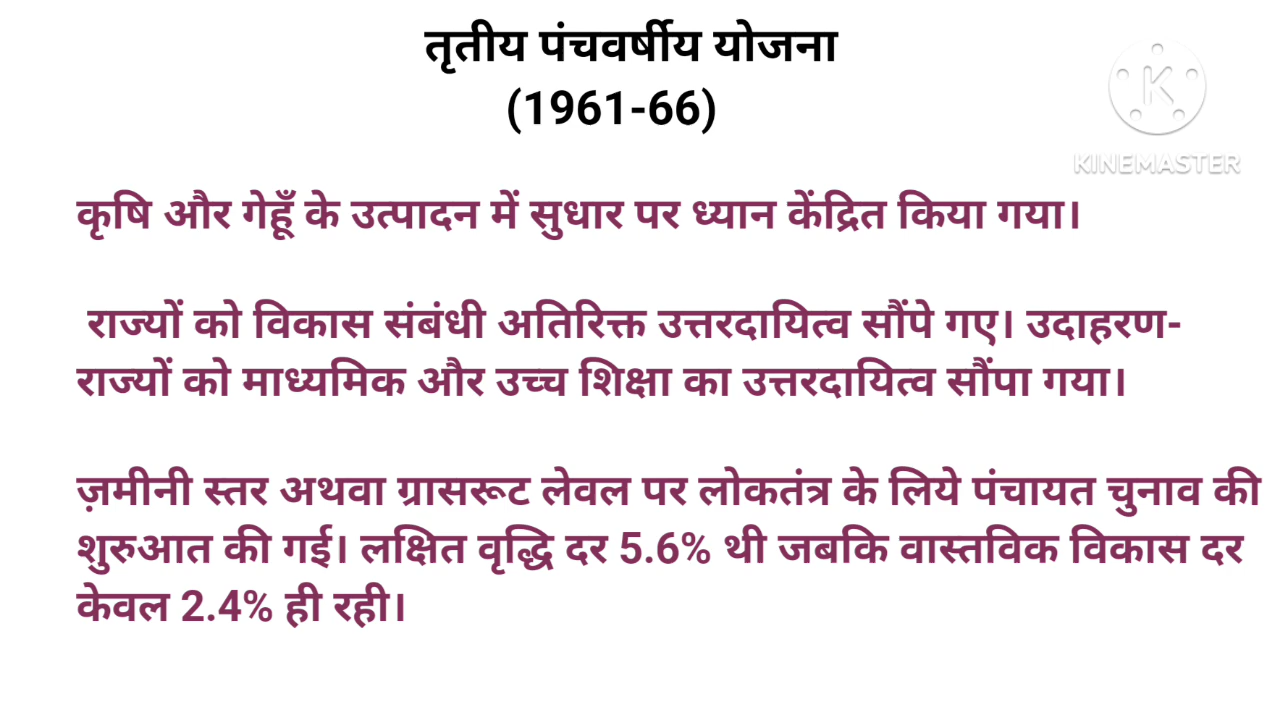 तृतीय पंचवर्षीय योजना
(1961-66)
K
KINEMASTER
कृषि और गेहूँ के उत्पादन में सुधार पर ध्यान केंद्रित किया गया।
राज्यों को विकास संबंधी अतिरिक्त उत्तरदायित्व सौंपे गए। उदाहरण-
राज्यों को माध्यमिक और उच्च शिक्षा का उत्तरदायित्व सौंपा गया।
ज़मीनी स्तर अथवा ग्रासरूट लेवल पर लोकतंत्र के लिये पंचायत चुनाव की
शुरुआत की गई। लक्षित वृद्धि दर 5.6% थी जबकि वास्तविक विकास दर
केवल 2.4% ही रही।